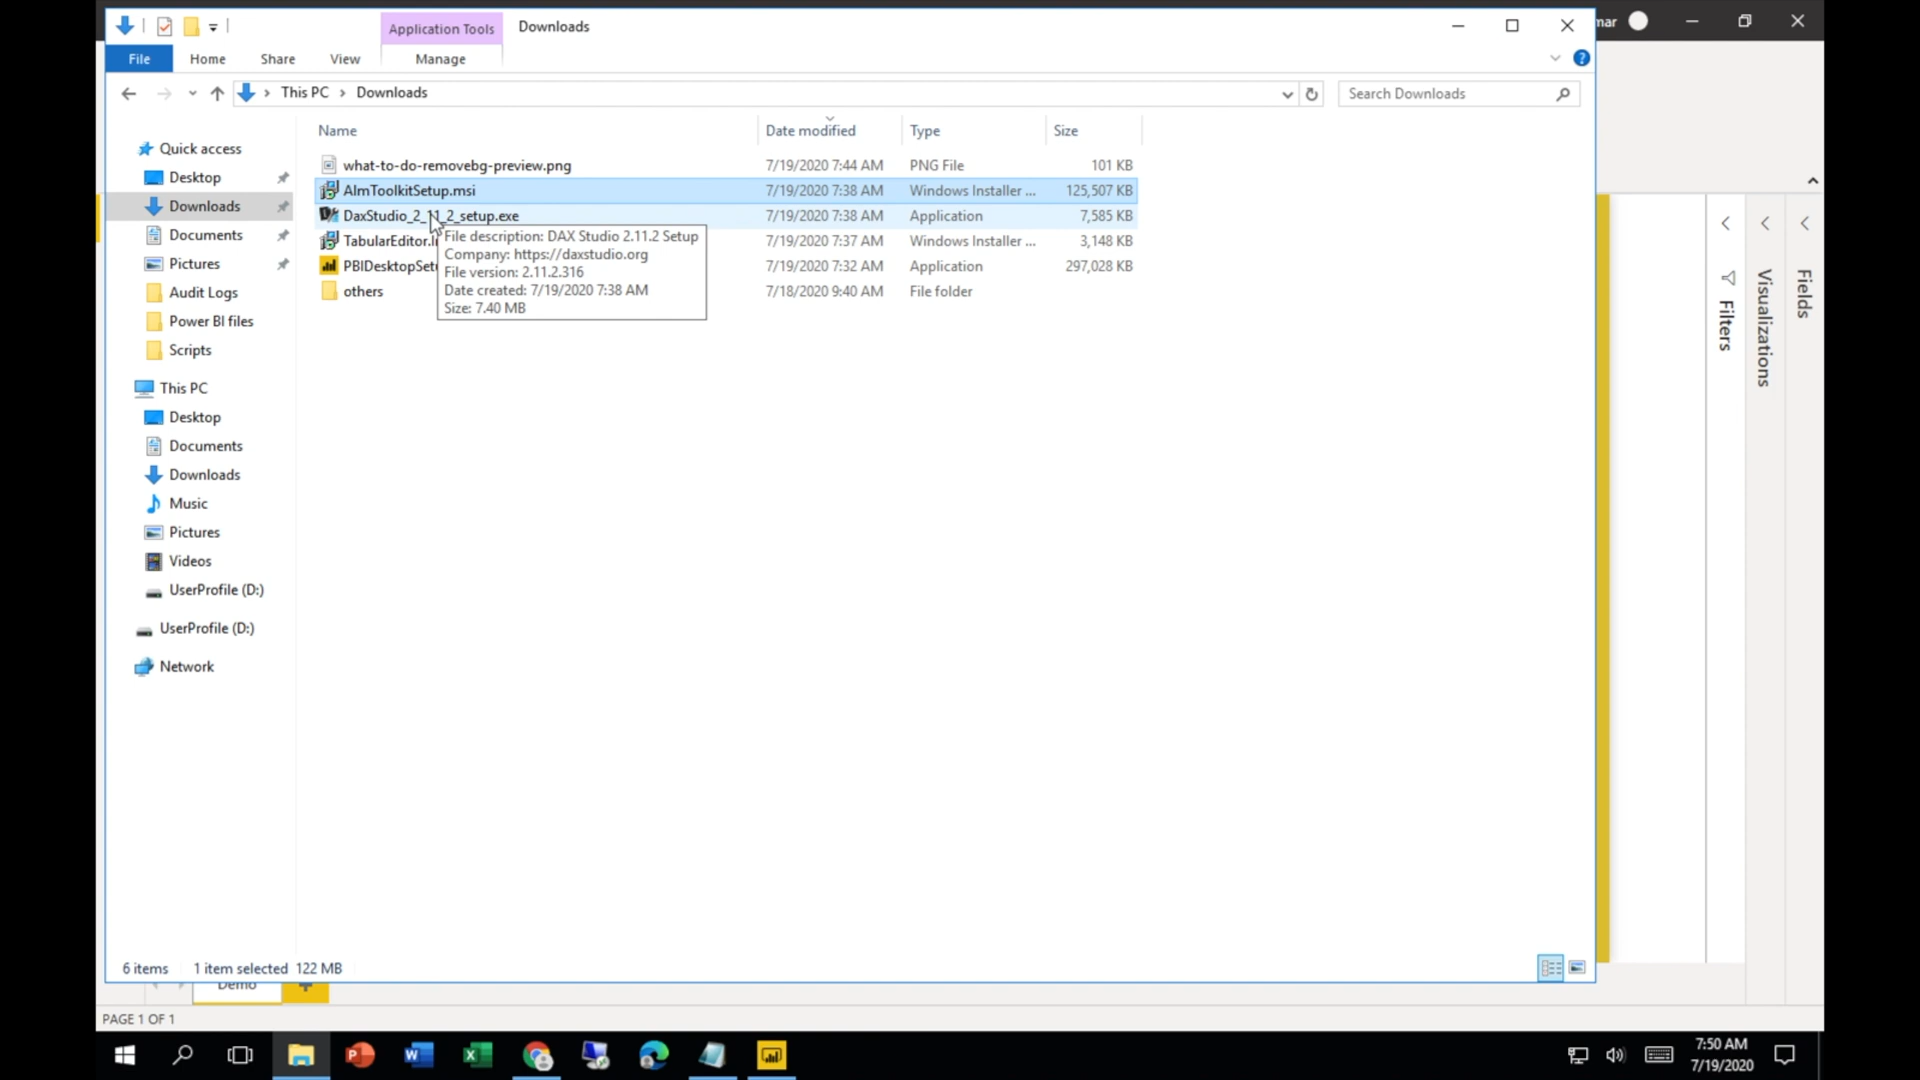 Application Tools
Downloads
mar
File
Home
Share
View
Manage
This PC
Downloads
Search Downloads
Name
Date modified
Type
Size
what-to-do-removebg-preview.png
7/19/2020 7:44 AM
PNG File
101 KB
AlmToolkitSetup.msi
7/19/2020 7:38 AM
Windows Installer ...
125,507 KB
DaxStudio_2_11_2_setup.exe
7/19/2020 7:38 AM
Application
7,585 KB
TabularEditor.In
7/19/2020 7:37 AM
Windows Installer ...
3,148 KB
PBIDesktopSetu
7/19/2020 7:32 AM
Application
297,028 KB
others
7/18/2020 9:40 AM
File folder
File description: DAX Studio 2.11.2 Setup
Company: https://daxstudio.org
File version: 2.11.2.316
Date created: 7/19/2020 7:38 AM
Size: 7.40 MB
Quick access
Desktop
Downloads
Documents
Pictures
Audit Logs
Power BI files
Scripts
This PC
Desktop
Documents
Downloads
Music
Pictures
Videos
UserProfile (D:)
UserProfile (D:)
Network
Filters
Visualizations
Fields
6 items
1 item selected 122 MB
Demo
PAGE 1 OF 1
7:50 AM
7/19/2020